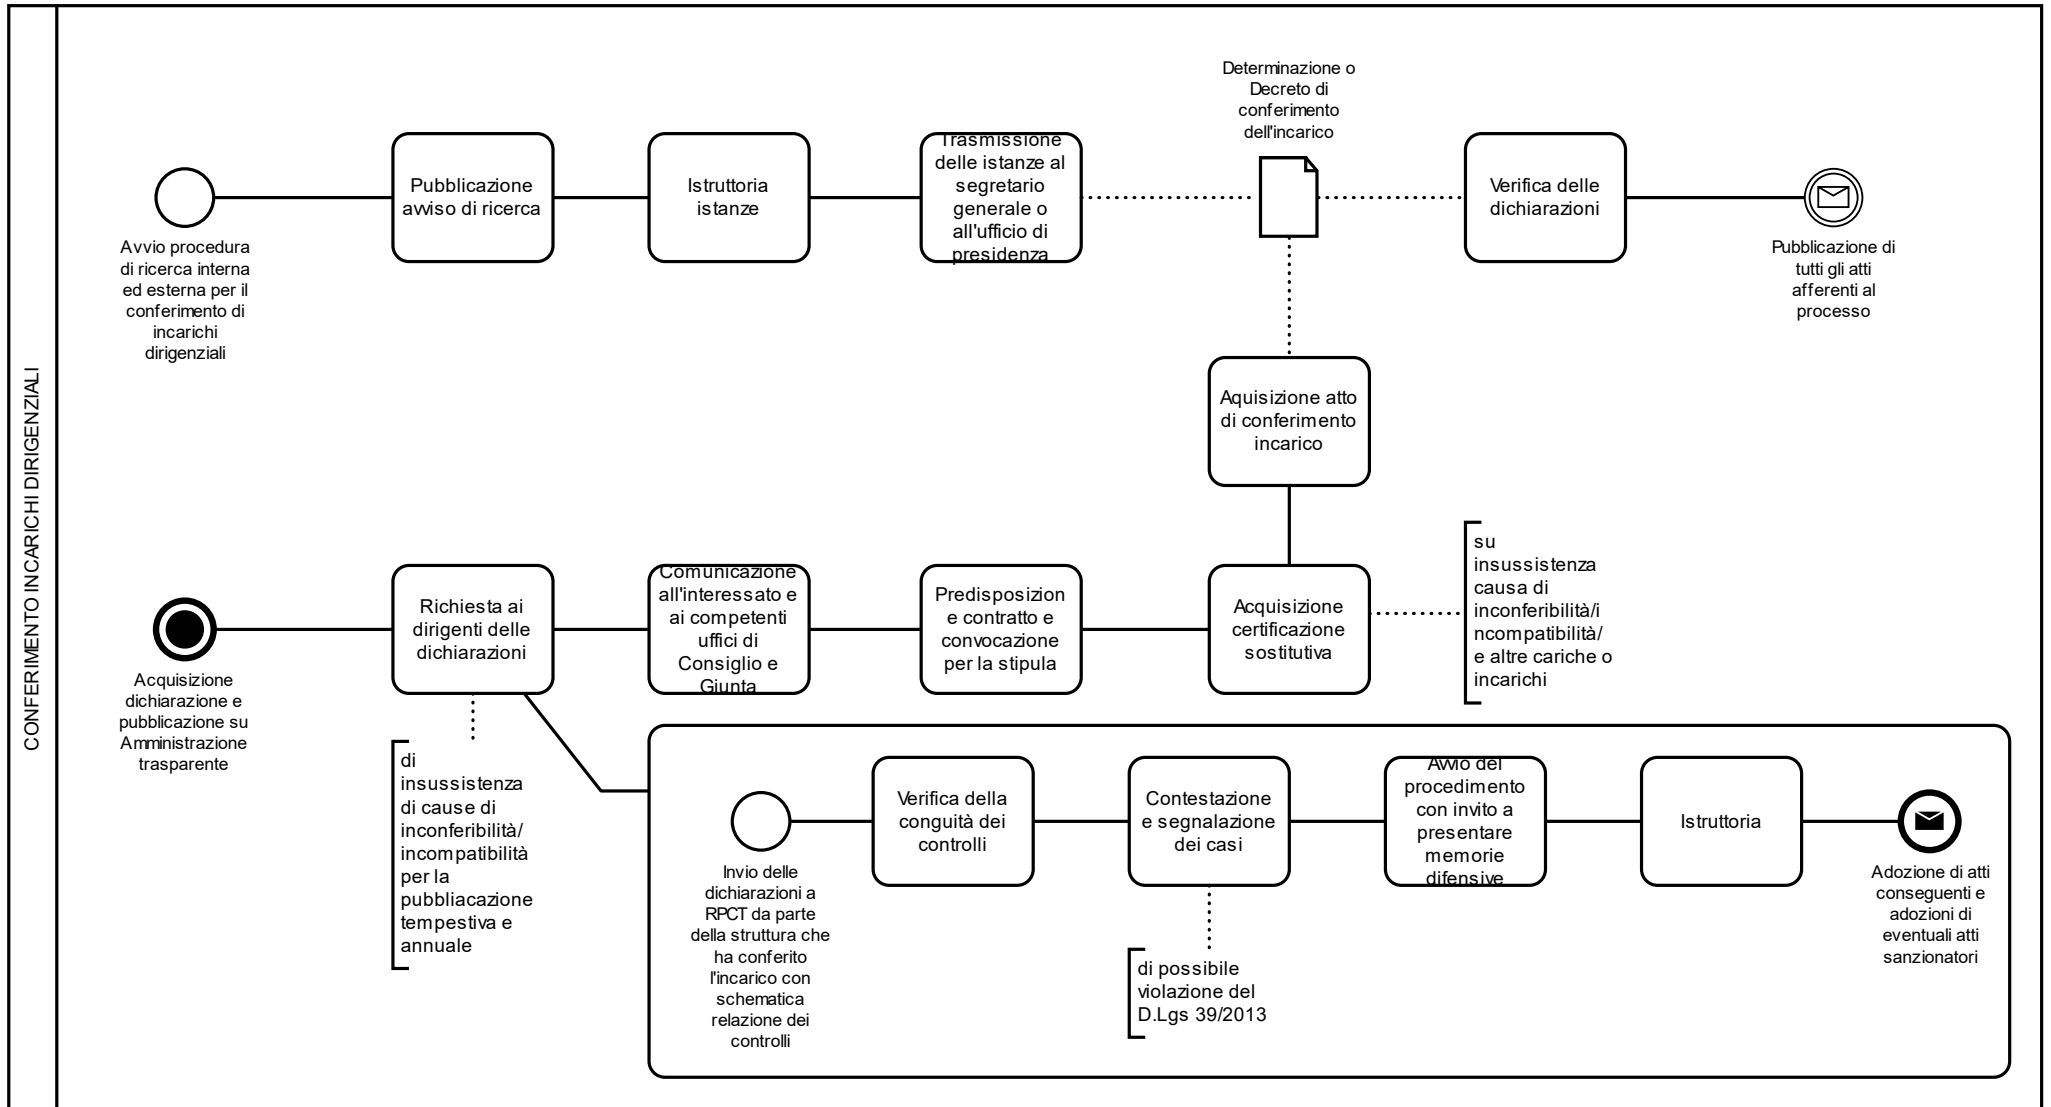 CONFERIMENTO INCARICHI DIRIGENZIALI
Avvio procedura
di ricerca interna
ed esterna per il
conferimento di
incarichi
dirigenziali
Pubblicazione
avviso di ricerca
Istruttoria
istanze
Trasmissione
delle istanze al
segretario
generale o
all'ufficio di
presidenza
Determinazione o
Decreto di
conferimento
dell'incarico
Verifica delle
dichiarazioni
Pubblicazione di
tutti gli atti
afferenti al
processo
Aquisizione atto
di conferimento
incarico
Acquisizione
dichiarazione e
pubblicazione su
Amministrazione
trasparente
Richiesta ai
dirigenti delle
dichiarazioni
Comunicazione
all'interessato e
ai competenti
uffici di
Consiglio e
Giunta
Predisposizion
e contratto e
convocazione
per la stipula
Acquisizione
certificazione
sostitutiva
su
insussistenza
causa di
inconferibilità/i
ncompatibilità/
e altre cariche o
incarichi
di
insussistenza
di cause di
inconferibilità/
incompatibilità
per la
pubbliacazione
tempestiva e
annuale
Invio delle
dichiarazioni a
RPCT da parte
della struttura che
ha conferito
l'incarico con
schematica
relazione dei
controlli
Verifica della
conguità dei
controlli
Contestazione
e segnalazione
dei casi
di possibile
violazione del
D.Lgs 39/2013
Avvio del
procedimento
con invito a
presentare
memorie
difensive
Istruttoria
Adozione di atti
conseguenti e
adozioni di
eventuali atti
sanzionatori